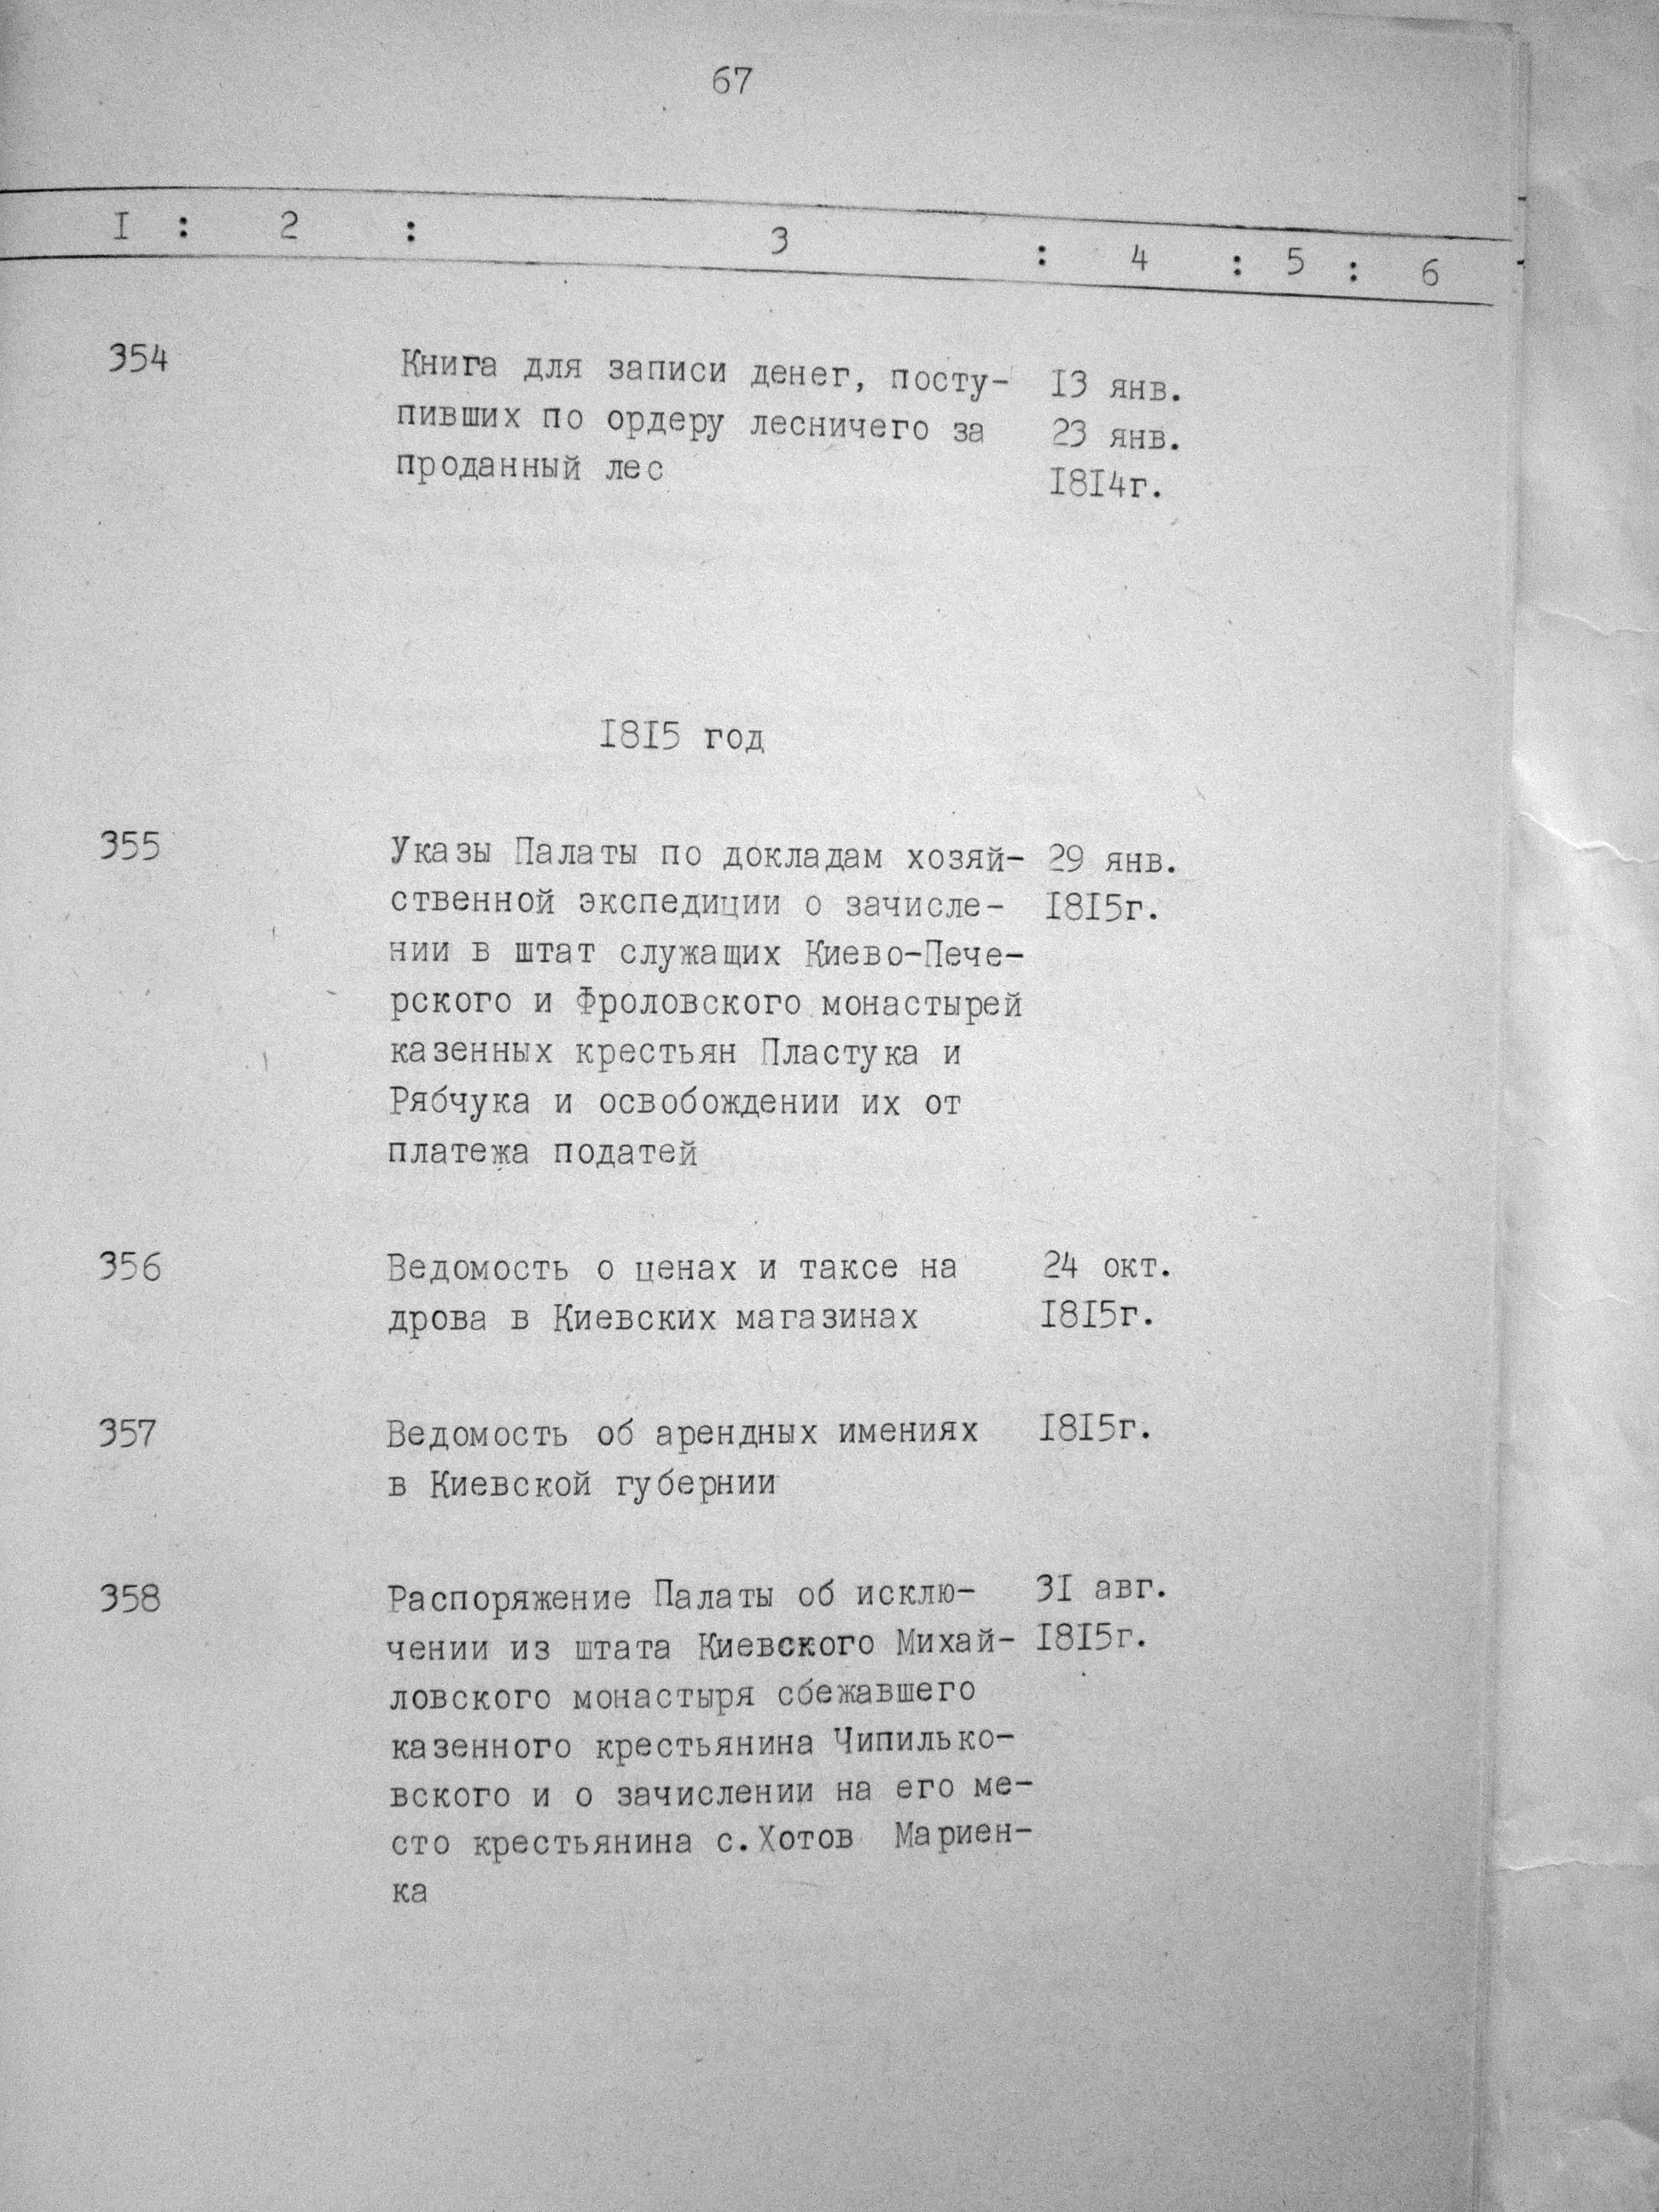 67
I : 2 : 3 : 4 : 5 : 6
354 Книга для записи денег, посту- 13 янв.
пивших по ордеру лесничего за 23 янв.
проданный лес 1814г.
1815 год
355 Указы Палаты по докладам хозяй- 29 янв.
ственной экспедиции о зачисле- 1815г.
нии в штат служащих Киево-Пече-
рского и Фроловского монастырей
казенных крестьян Пластука и
Рябчука и освобождении их от
платежа податей
356 Ведомость о ценах и таксе на 24 окт.
дрова в Киевских магазинах 1815г.
357 Ведомость об арендных имениях 1815г.
в Киевской губернии
358 Распоряжение Палаты об исклю- 31 авг.
чении из штата Киевского Михай- 1815г.
ловского монастыря сбежавшего
казенного крестьянина Чипилько-
вского и о зачислении на его ме-
сто крестьянина с.Хотов Мариен-
ка